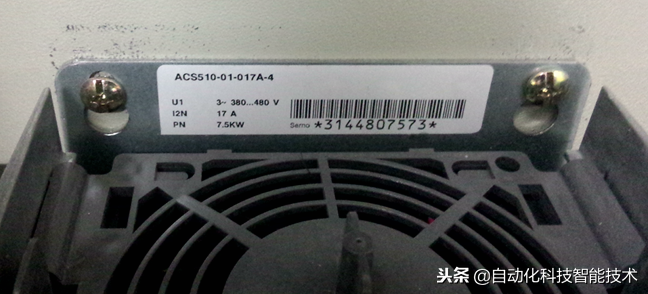 ACS510-01-017A-4
U1 3~ 380...480 V
I2N 17 A
PN 7.5KW
Semo *3144807573*
头条 @自动化科技智能技术